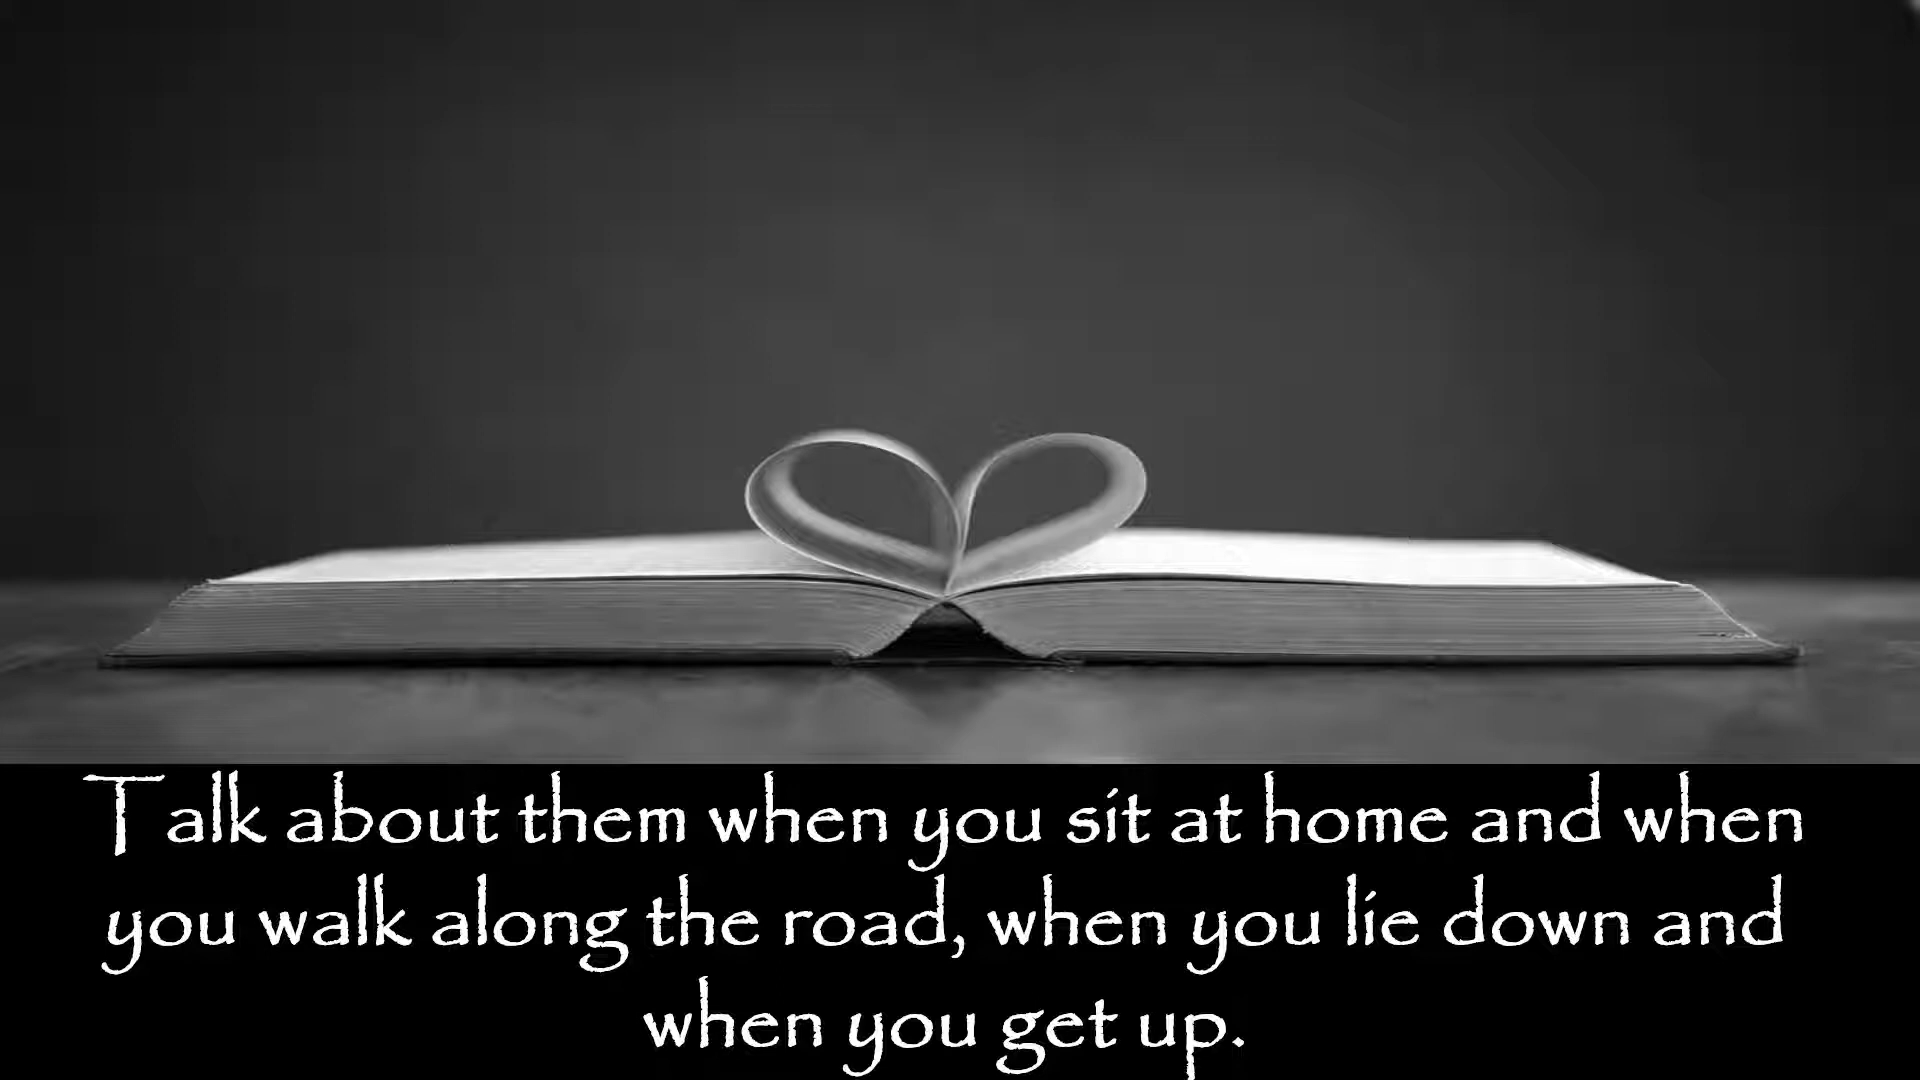 Talk about them when you sit at home and when
you walk along the road, when you lie down and
when you get up.